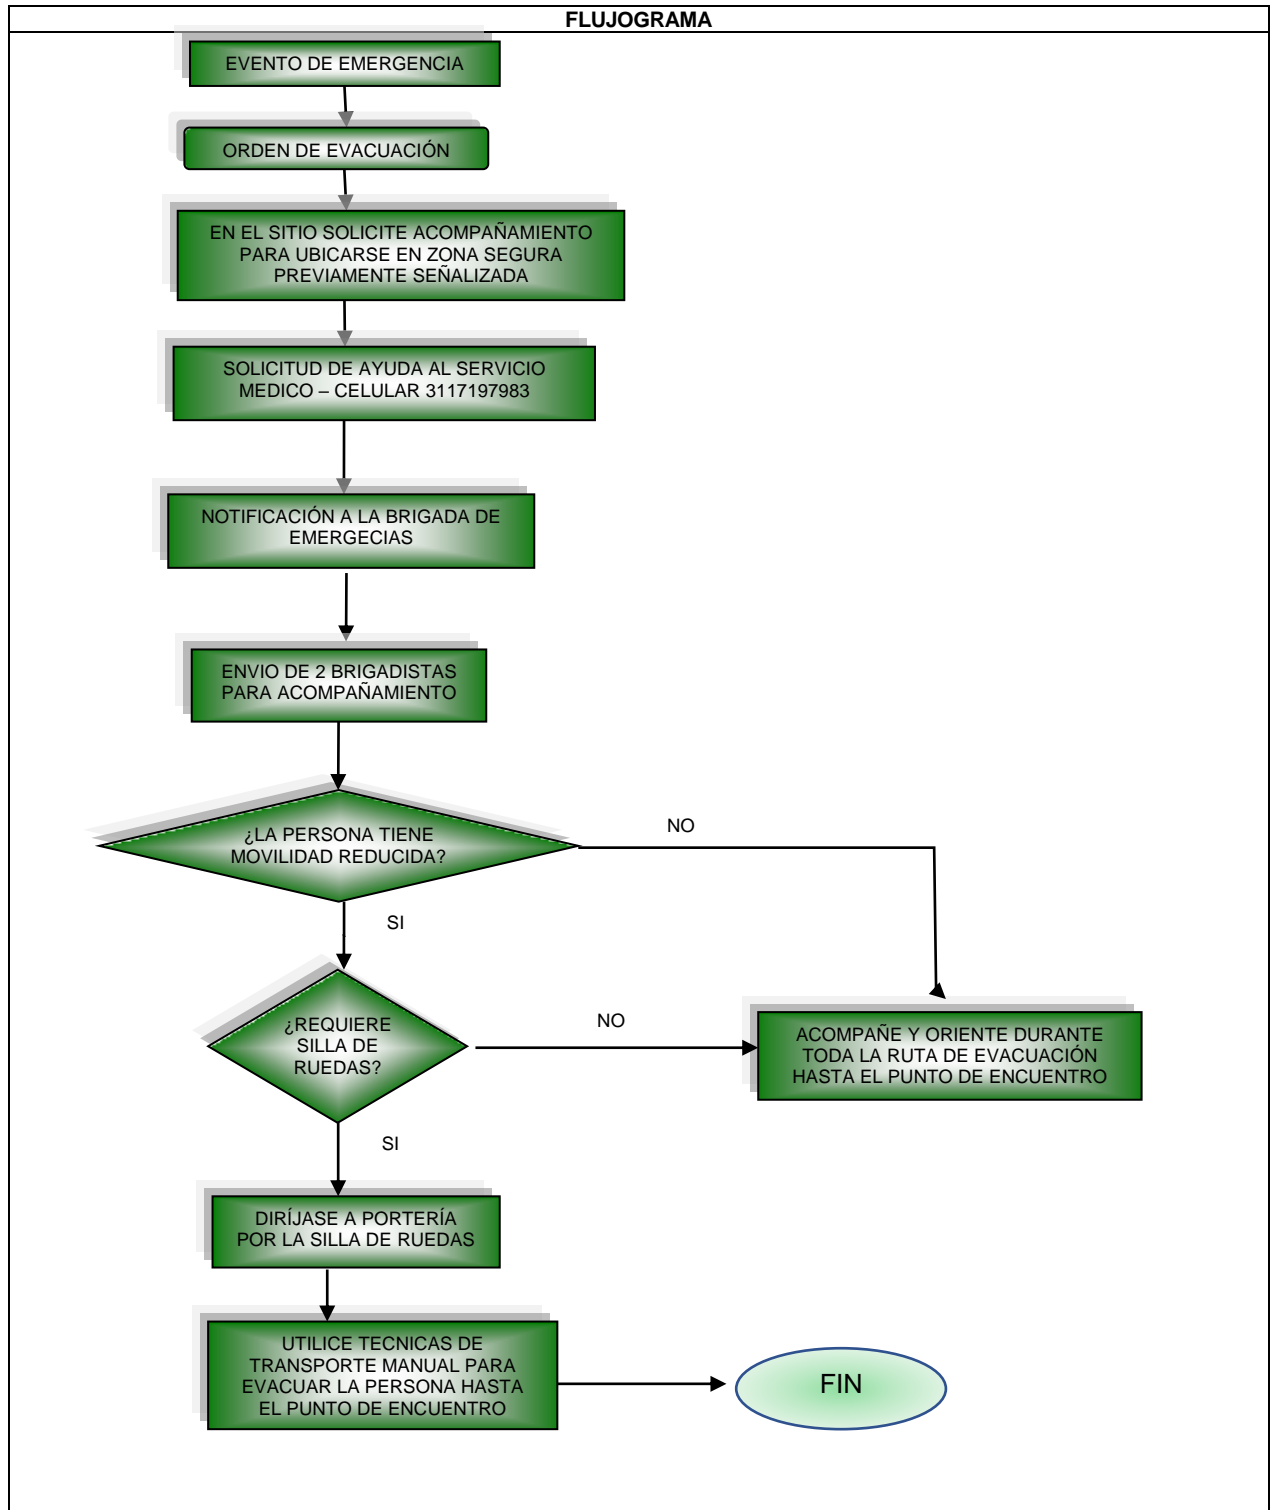 FLUJOGRAMA
EVENTO DE EMERGENCIA
ORDEN DE EVACUACIÓN
EN EL SITIO SOLICITE ACOMPAÑAMIENTO
PARA UBICARSE EN ZONA SEGURA
PREVIAMENTE SEÑALIZADA
SOLICITUD DE AYUDA AL SERVICIO
MEDICO – CELULAR 3117197983
NOTIFICACIÓN A LA BRIGADA DE
EMERGECIAS
ENVIO DE 2 BRIGADISTAS
PARA ACOMPAÑAMIENTO
¿LA PERSONA TIENE
MOVILIDAD REDUCIDA?
NO
SI
¿REQUIERE
SILLA DE
RUEDAS?
NO
ACOMPAÑE Y ORIENTE DURANTE
TODA LA RUTA DE EVACUACIÓN
HASTA EL PUNTO DE ENCUENTRO
SI
DIRÍJASE A PORTERÍA
POR LA SILLA DE RUEDAS
UTILICE TECNICAS DE
TRANSPORTE MANUAL PARA
EVACUAR LA PERSONA HASTA
EL PUNTO DE ENCUENTRO
FIN